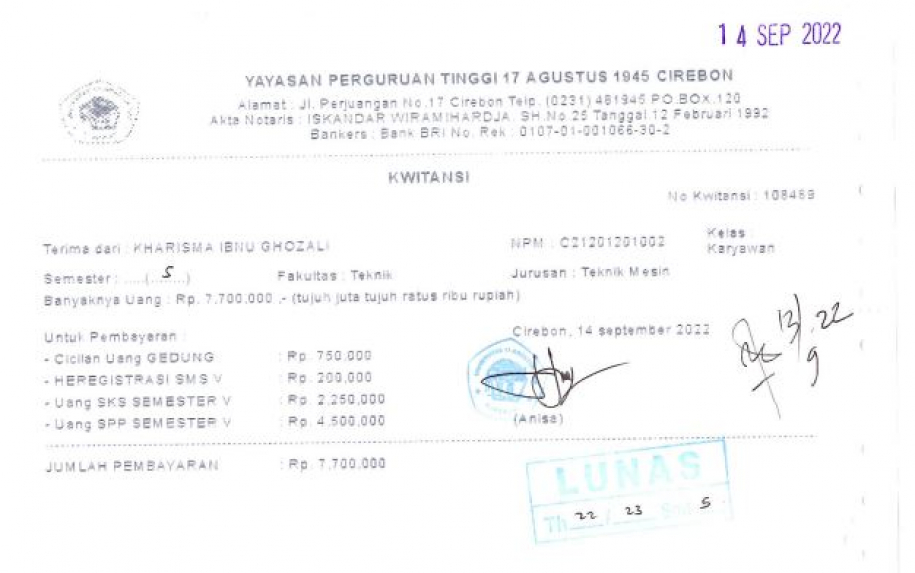 14 SEP 2022
YAYASAN PERGURUAN TINGGI 17 AGUSTUS 1945 CIREBON
Alamat : Jl. Perjuangan No.17 Cirebon Telp. (0231) 481945 PO.BOX.120
Akta Notaris : ISKANDAR WIRAMIHARDJA. SH.No 25 Tanggal 12 Februari 1992
Bankers : Bank BRI No. Rek : 0107-01-001066-30-2
KWITANSI
No Kwitansi : 108489
Terima dari : KHARISMA IBNU GHOZALI NPM : C21201201002 Kelas : Karyawan
Semester : .....(...5...) Fakultas : Teknik Jurusan : Teknik Mesin
Banyaknya Uang : Rp. 7.700.000 ,- (tujuh juta tujuh ratus ribu rupiah)
Untuk Pembayaran : Cirebon, 14 september 2022
- Cicilan Uang GEDUNG : Rp. 750.000
- HEREGISTRASI SMS V : Rp. 200.000
- Uang SKS SEMESTER V : Rp. 2.250.000
- Uang SPP SEMESTER V : Rp. 4.500.000 (Anisa)
13/22
9
JUMLAH PEMBAYARAN : Rp. 7.700.000
LUNAS
Th 22 / 23 5